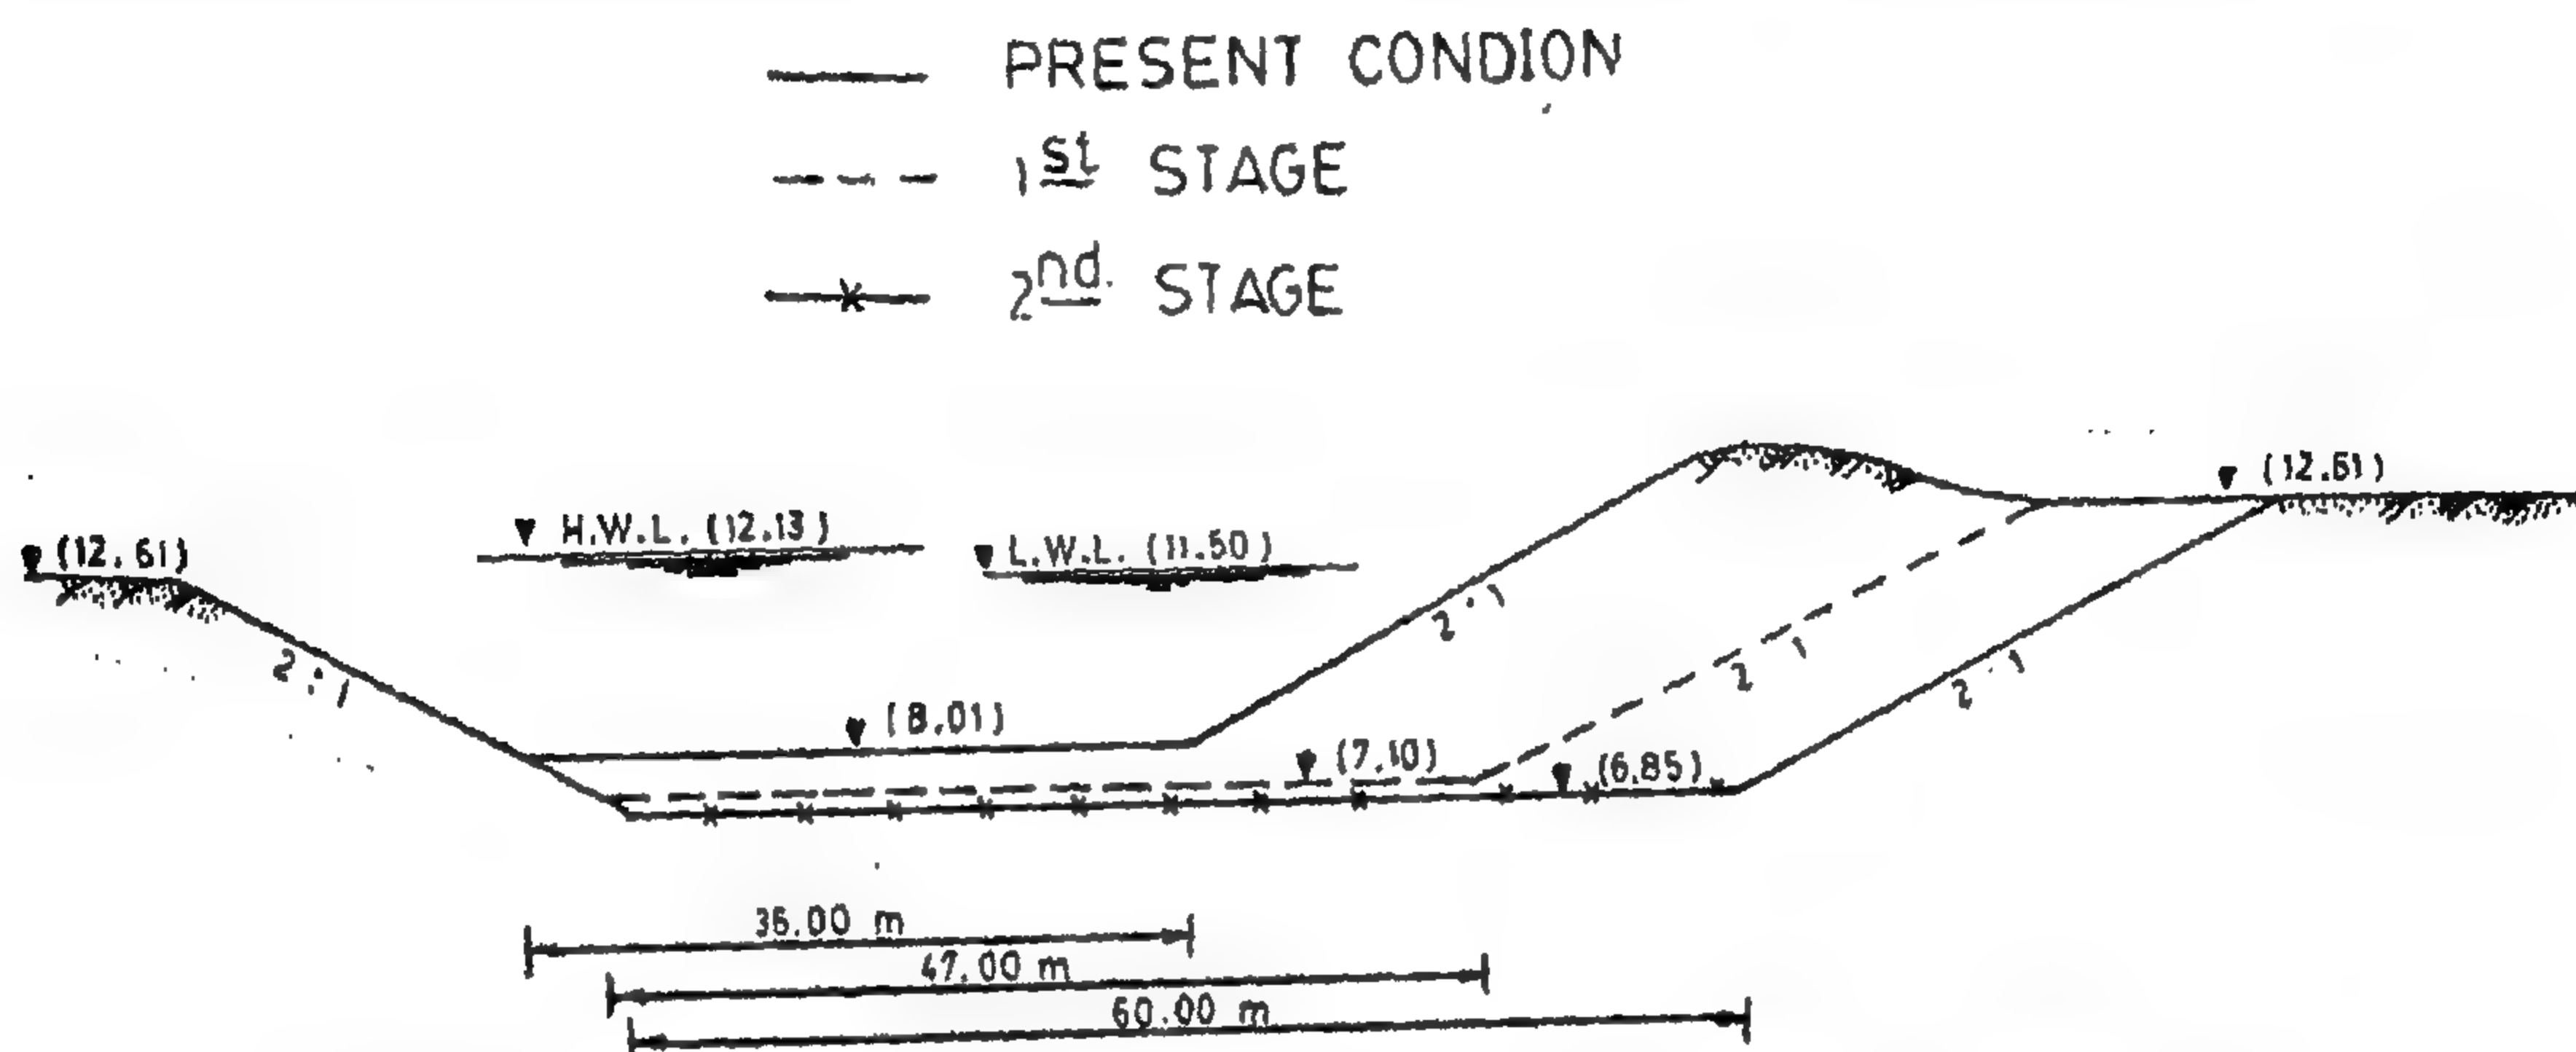 PRESENT CONDION
1st STAGE
2nd. STAGE
(12.61)
H.W.L. (12.13)
L.W.L. (11.50)
(12.61)
2:1
2:1
2 1
2:1
(8.01)
(7.10)
(6.85)
36.00 m
47.00 m
60.00 m